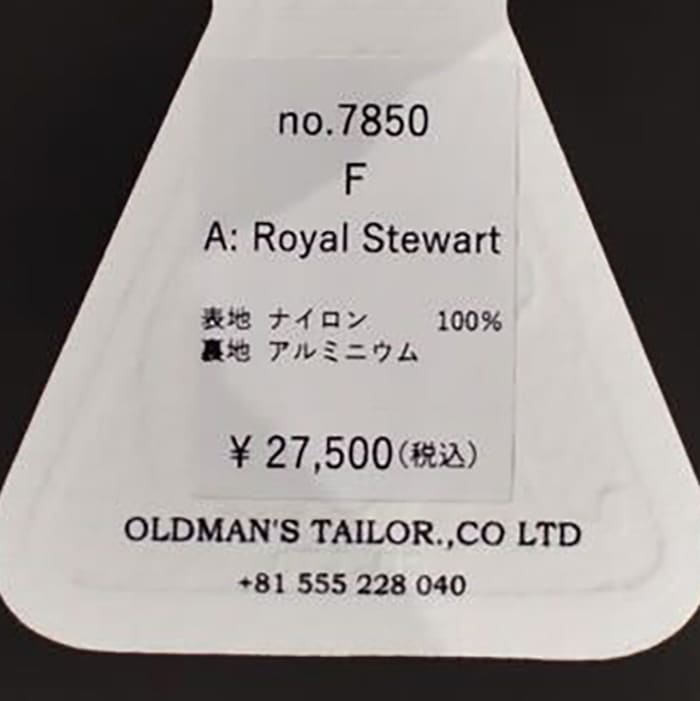 no.7850
F
A: Royal Stewart
表地 ナイロン 100%
裏地 アルミニウム
¥ 27,500(税込)
OLDMAN'S TAILOR.,CO LTD
+81 555 228 040